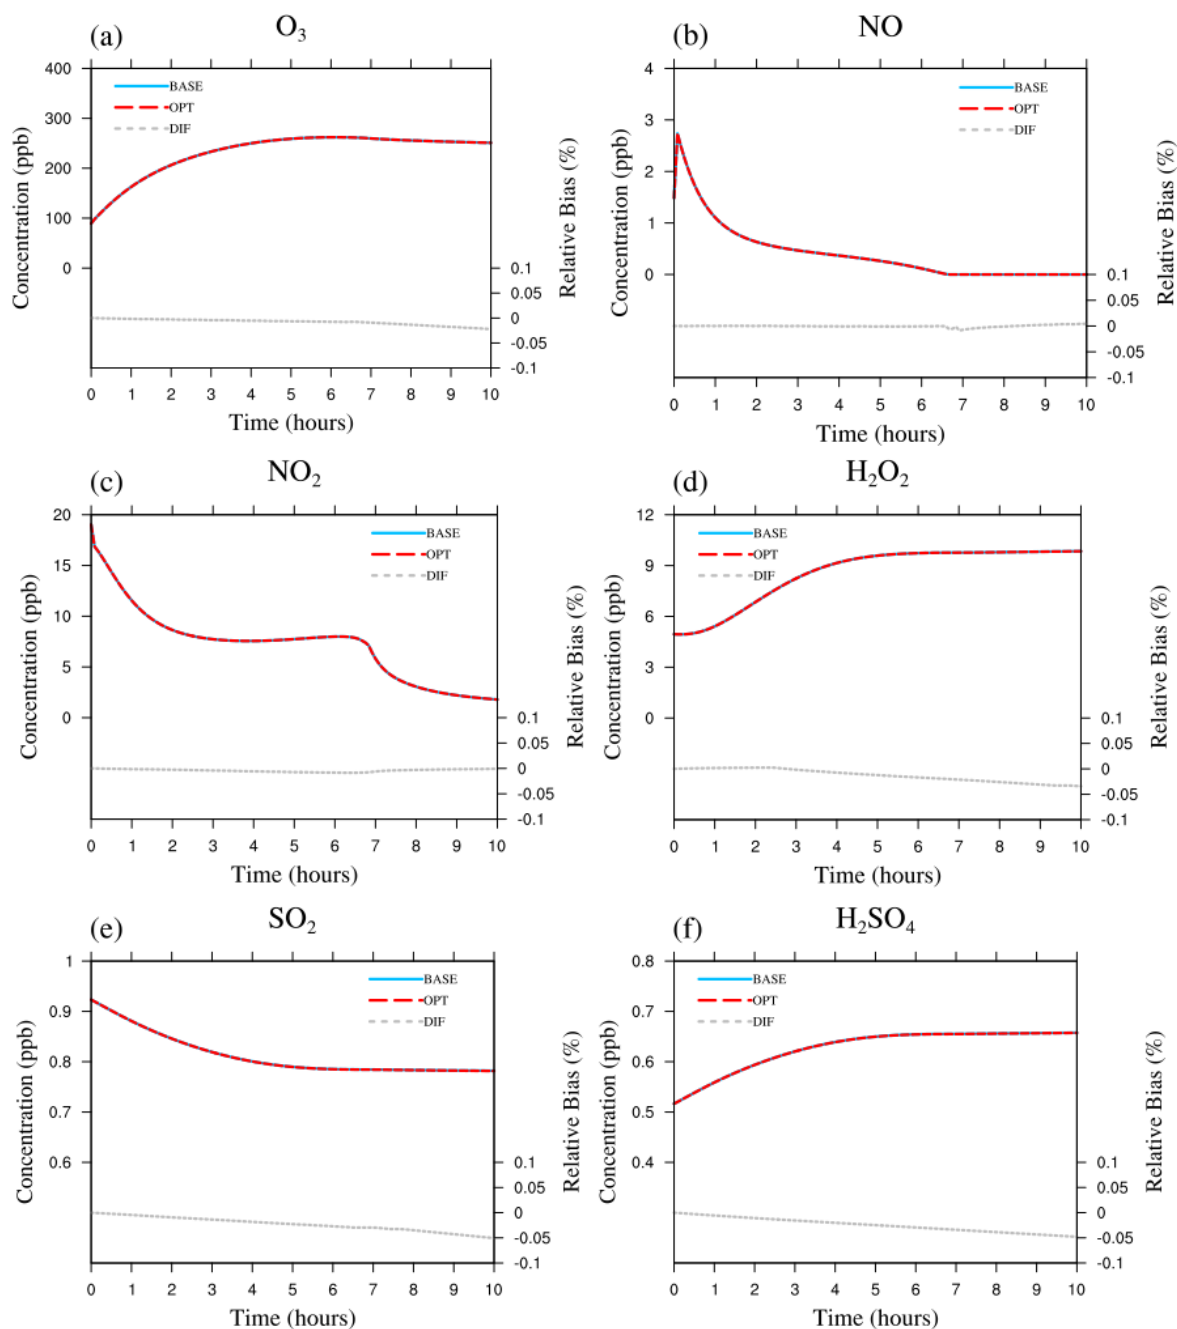 (a) O3
400
300
200
100
0
BASE
OPT
DIF
0.1
0.05
0
-0.05
-0.1
Concentration (ppb)
Relative Bias (%)
0 1 2 3 4 5 6 7 8 9 10
Time (hours)
(b) NO
4
3
2
1
0
BASE
OPT
DIF
0.1
0.05
0
-0.05
-0.1
Concentration (ppb)
Relative Bias (%)
0 1 2 3 4 5 6 7 8 9 10
Time (hours)
(c) NO2
20
15
10
5
0
BASE
OPT
DIF
0.1
0.05
0
-0.05
-0.1
Concentration (ppb)
Relative Bias (%)
0 1 2 3 4 5 6 7 8 9 10
Time (hours)
(d) H2O2
12
9
6
3
0
BASE
OPT
DIF
0.1
0.05
0
-0.05
-0.1
Concentration (ppb)
Relative Bias (%)
0 1 2 3 4 5 6 7 8 9 10
Time (hours)
(e) SO2
1
0.9
0.8
0.7
0.6
BASE
OPT
DIF
0.1
0.05
0
-0.05
-0.1
Concentration (ppb)
Relative Bias (%)
0 1 2 3 4 5 6 7 8 9 10
Time (hours)
(f) H2SO4
0.8
0.7
0.6
0.5
0.4
BASE
OPT
DIF
0.1
0.05
0
-0.05
-0.1
Concentration (ppb)
Relative Bias (%)
0 1 2 3 4 5 6 7 8 9 10
Time (hours)